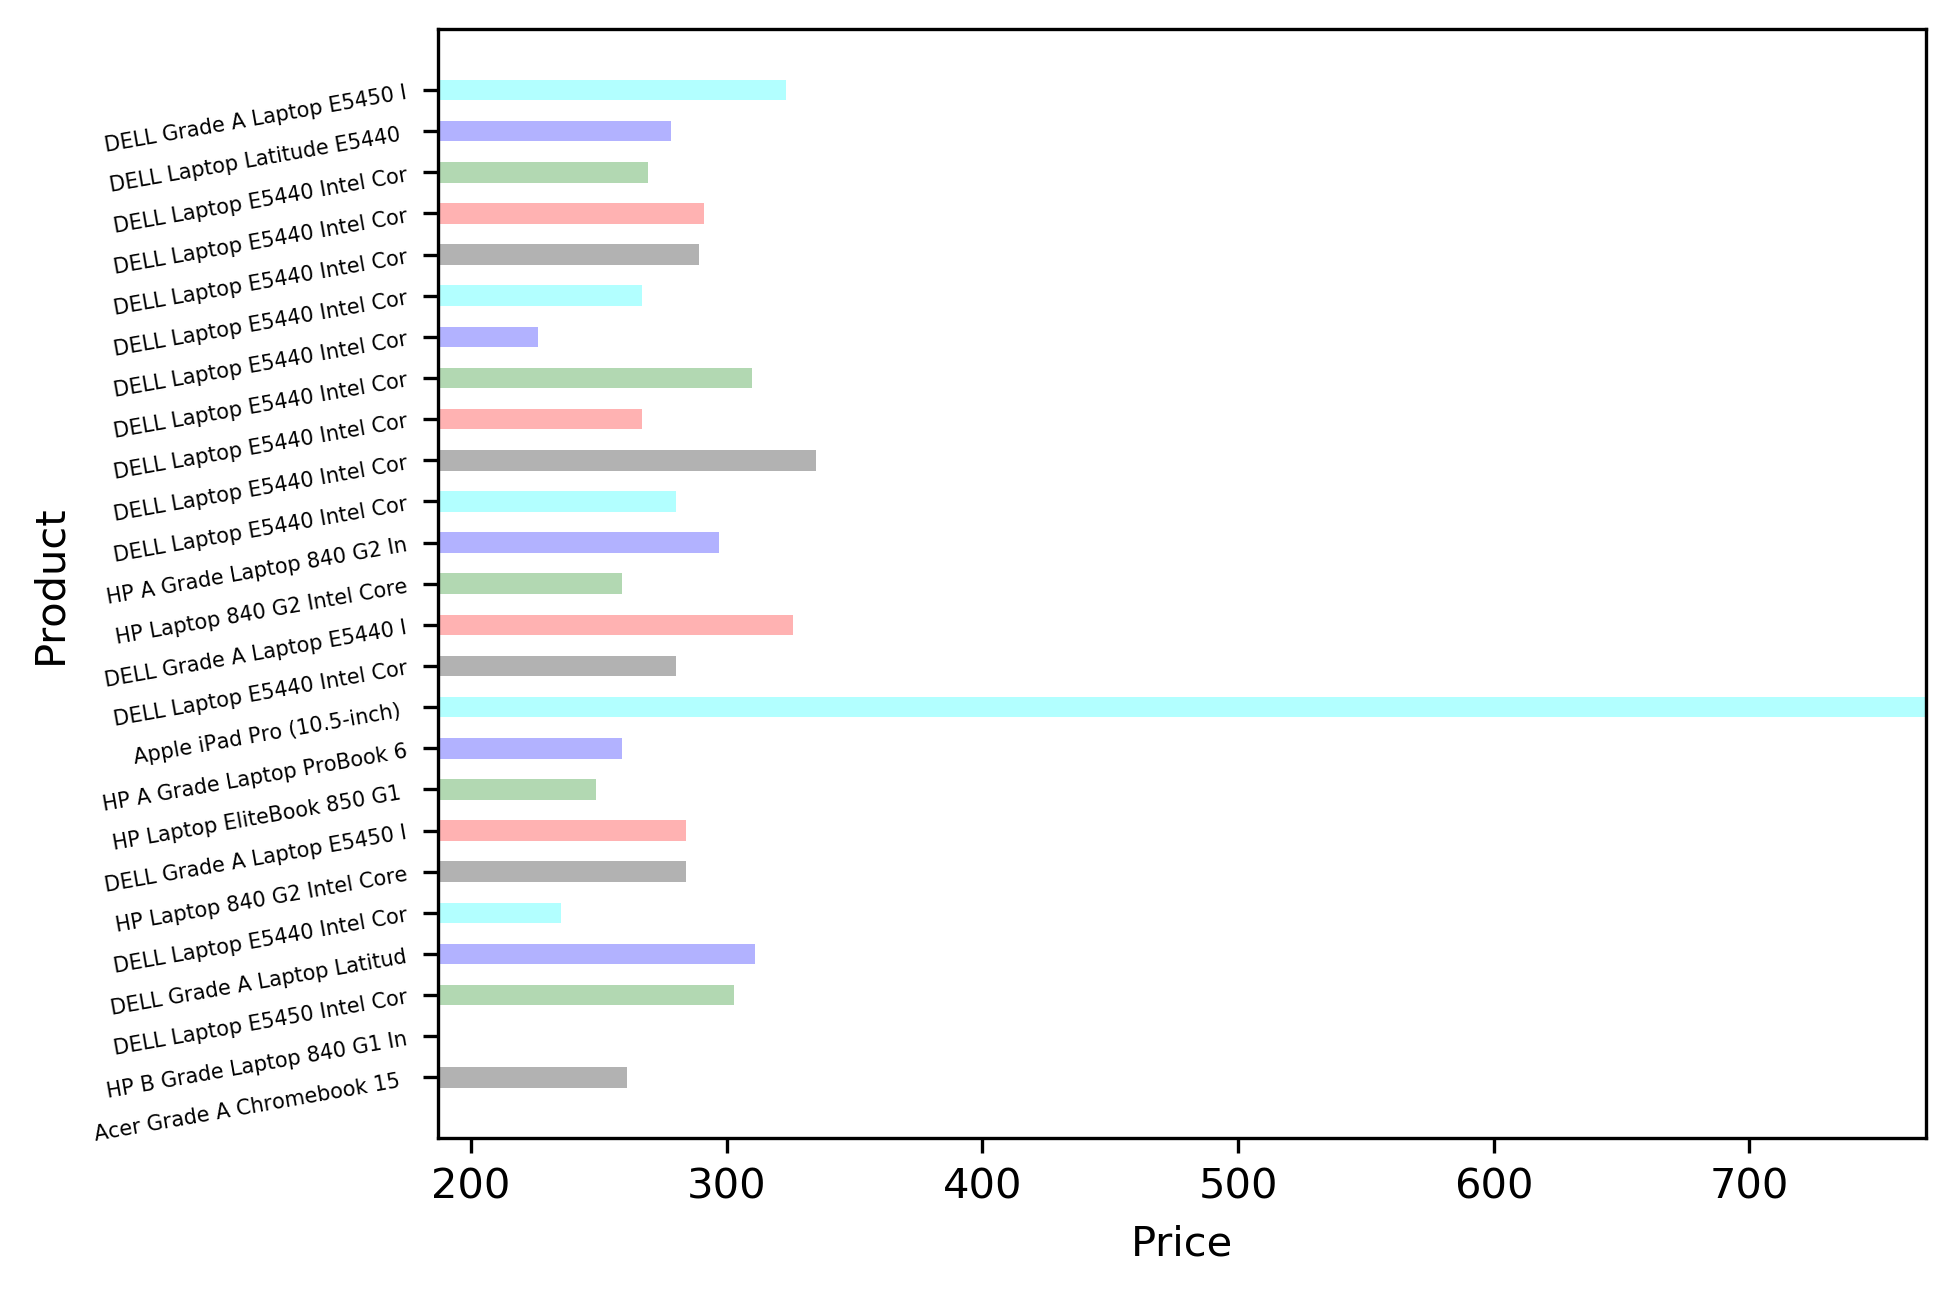 DELL Grade A Laptop E5450 I
DELL Laptop Latitude E5440
DELL Laptop E5440 Intel Cor
DELL Laptop E5440 Intel Cor
DELL Laptop E5440 Intel Cor
DELL Laptop E5440 Intel Cor
DELL Laptop E5440 Intel Cor
DELL Laptop E5440 Intel Cor
DELL Laptop E5440 Intel Cor
DELL Laptop E5440 Intel Cor
DELL Laptop E5440 Intel Cor
HP A Grade Laptop 840 G2 In
HP Laptop 840 G2 Intel Core
DELL Grade A Laptop E5440 I
DELL Laptop E5440 Intel Cor
Apple iPad Pro (10.5-inch)
HP A Grade Laptop ProBook 6
HP Laptop EliteBook 850 G1
DELL Grade A Laptop E5450 I
HP Laptop 840 G2 Intel Core
DELL Laptop E5440 Intel Cor
DELL Grade A Laptop Latitud
DELL Laptop E5450 Intel Cor
HP B Grade Laptop 840 G1 In
Acer Grade A Chromebook 15
Product
200 300 400 500 600 700
Price